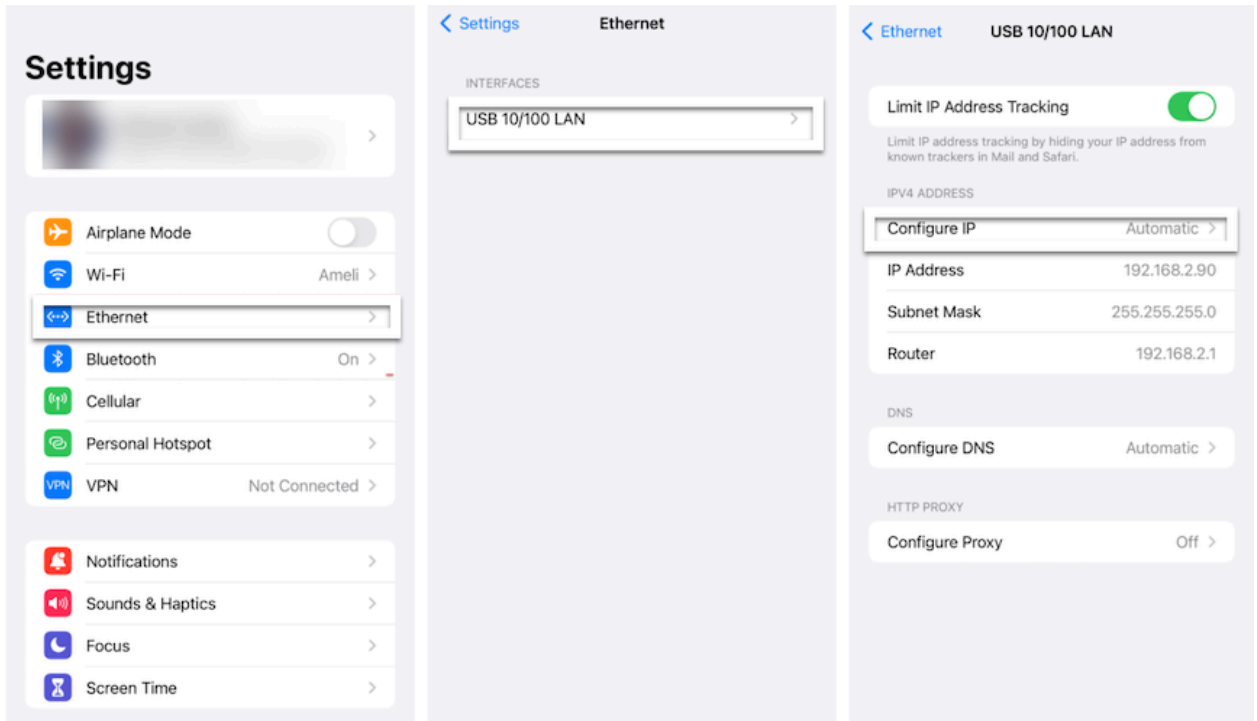 Settings
Airplane Mode
Wi-Fi Ameli
Ethernet
Bluetooth On
Cellular
Personal Hotspot
VPN VPN Not Connected
Notifications
Sounds & Haptics
Focus
Screen Time
Settings Ethernet
INTERFACES
USB 10/100 LAN
Ethernet USB 10/100 LAN
Limit IP Address Tracking
Limit IP address tracking by hiding your IP address from
known trackers in Mail and Safari.
IPV4 ADDRESS
Configure IP Automatic
IP Address 192.168.2.90
Subnet Mask 255.255.255.0
Router 192.168.2.1
DNS
Configure DNS Automatic
HTTP PROXY
Configure Proxy Off